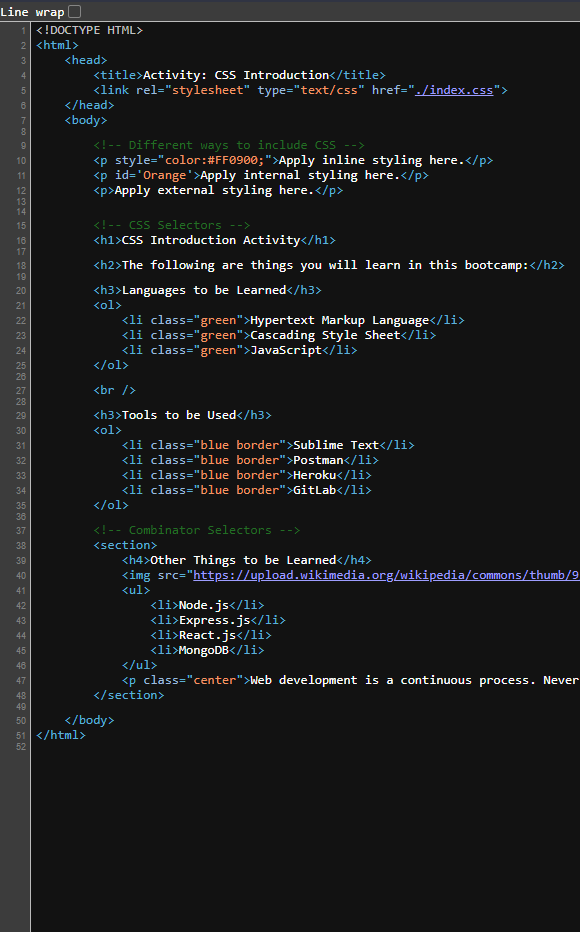 Line wrap
1 <!DOCTYPE HTML>
2 <html>
3 <head>
4 <title>Activity: CSS Introduction</title>
5 <link rel="stylesheet" type="text/css" href="./index.css">
6 </head>
7 <body>
8
9 <!-- Different ways to include CSS -->
10 <p style="color:#FF0900;">Apply inline styling here.</p>
11 <p id='Orange'>Apply internal styling here.</p>
12 <p>Apply external styling here.</p>
13
14
15 <!-- CSS Selectors -->
16 <h1>CSS Introduction Activity</h1>
17
18 <h2>The following are things you will learn in this bootcamp:</h2>
19
20 <h3>Languages to be Learned</h3>
21 <ol>
22 <li class="green">Hypertext Markup Language</li>
23 <li class="green">Cascading Style Sheet</li>
24 <li class="green">JavaScript</li>
25 </ol>
26
27 <br />
28
29 <h3>Tools to be Used</h3>
30 <ol>
31 <li class="blue border">Sublime Text</li>
32 <li class="blue border">Postman</li>
33 <li class="blue border">Heroku</li>
34 <li class="blue border">GitLab</li>
35 </ol>
36
37 <!-- Combinator Selectors -->
38 <section>
39 <h4>Other Things to be Learned</h4>
40 <img src="https://upload.wikimedia.org/wikipedia/commons/thumb/9
41 <ul>
42 <li>Node.js</li>
43 <li>Express.js</li>
44 <li>React.js</li>
45 <li>MongoDB</li>
46 </ul>
47 <p class="center">Web development is a continuous process. Never
48 </section>
49
50 </body>
51 </html>
52